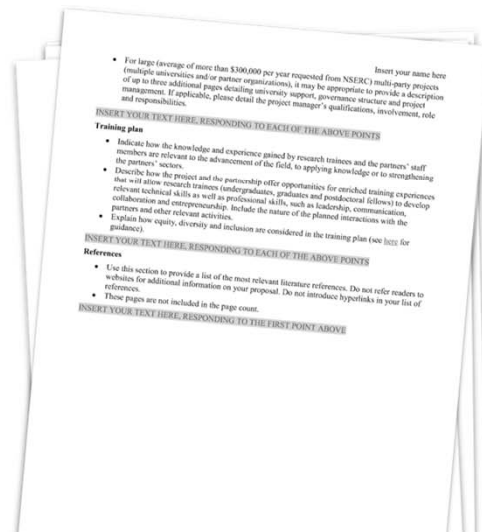 Insert your name here
• For large (average of more than $300,000 per year requested from NSERC) multi-party projects
(multiple universities and/or partner organizations), it may be appropriate to provide a description
of up to three additional pages detailing university support, governance structure and project
management. If applicable, please detail the project manager's qualifications, involvement, role
and responsibilities.
INSERT YOUR TEXT HERE, RESPONDING TO EACH OF THE ABOVE POINTS
Training plan
• Indicate how the knowledge and experience gained by research trainees and the partners' staff
members are relevant to the advancement of the field, to applying knowledge or to strengthening
the partners' sectors.
• Describe how the project and the partnership offer opportunities for enriched training experiences
that will allow research trainees (undergraduates, graduates and postdoctoral fellows) to develop
relevant technical skills as well as professional skills, such as leadership, communication,
collaboration and entrepreneurship. Include the nature of the planned interactions with the
partners and other relevant activities.
• Explain how equity, diversity and inclusion are considered in the training plan (see here for
guidance).
INSERT YOUR TEXT HERE, RESPONDING TO EACH OF THE ABOVE POINTS
References
• Use this section to provide a list of the most relevant literature references. Do not refer readers to
websites for additional information on your proposal. Do not introduce hyperlinks in your list of
references.
• These pages are not included in the page count.
INSERT YOUR TEXT HERE, RESPONDING TO THE FIRST POINT ABOVE